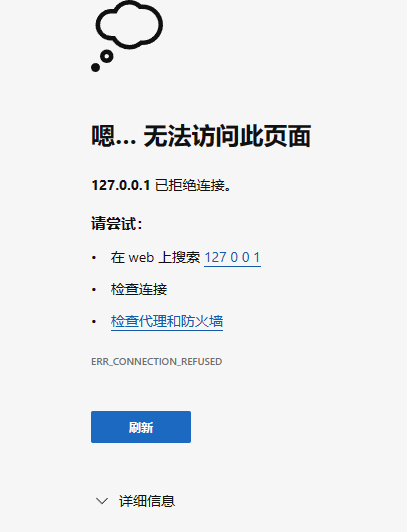 嗯... 无法访问此页面
127.0.0.1 已拒绝连接。
请尝试：
• 在 web 上搜索 127 0 0 1
• 检查连接
• 检查代理和防火墙
ERR_CONNECTION_REFUSED
刷新
详细信息